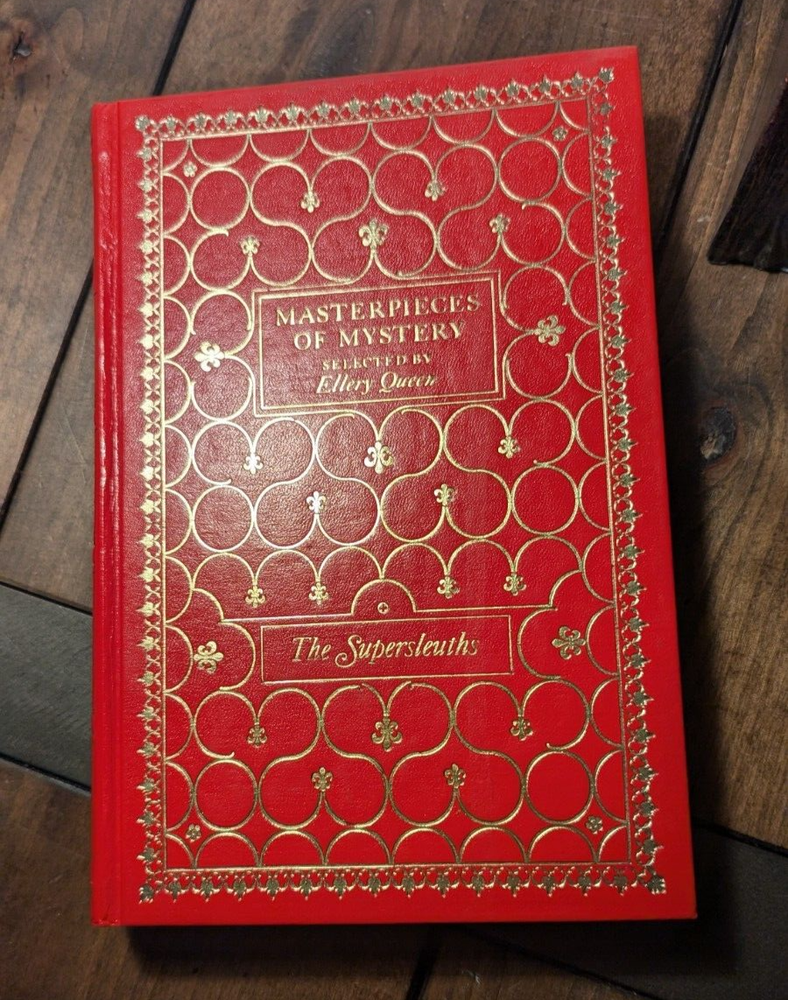 MASTERPIECES
OF MYSTERY
SELECTED BY
Ellery Queen
The Supersleuths